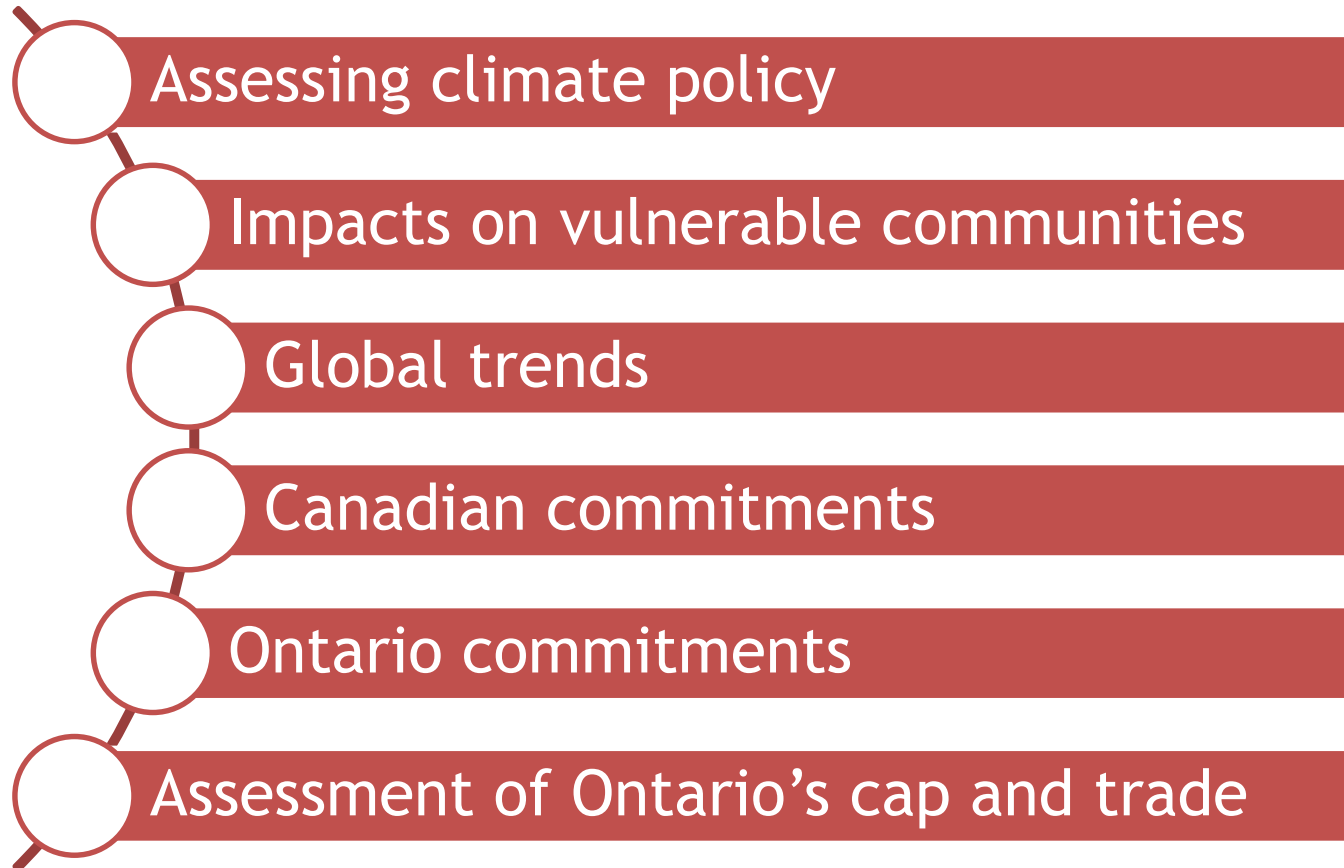 Assessing climate policy
Impacts on vulnerable communities
Global trends
Canadian commitments
Ontario commitments
Assessment of Ontario’s cap and trade